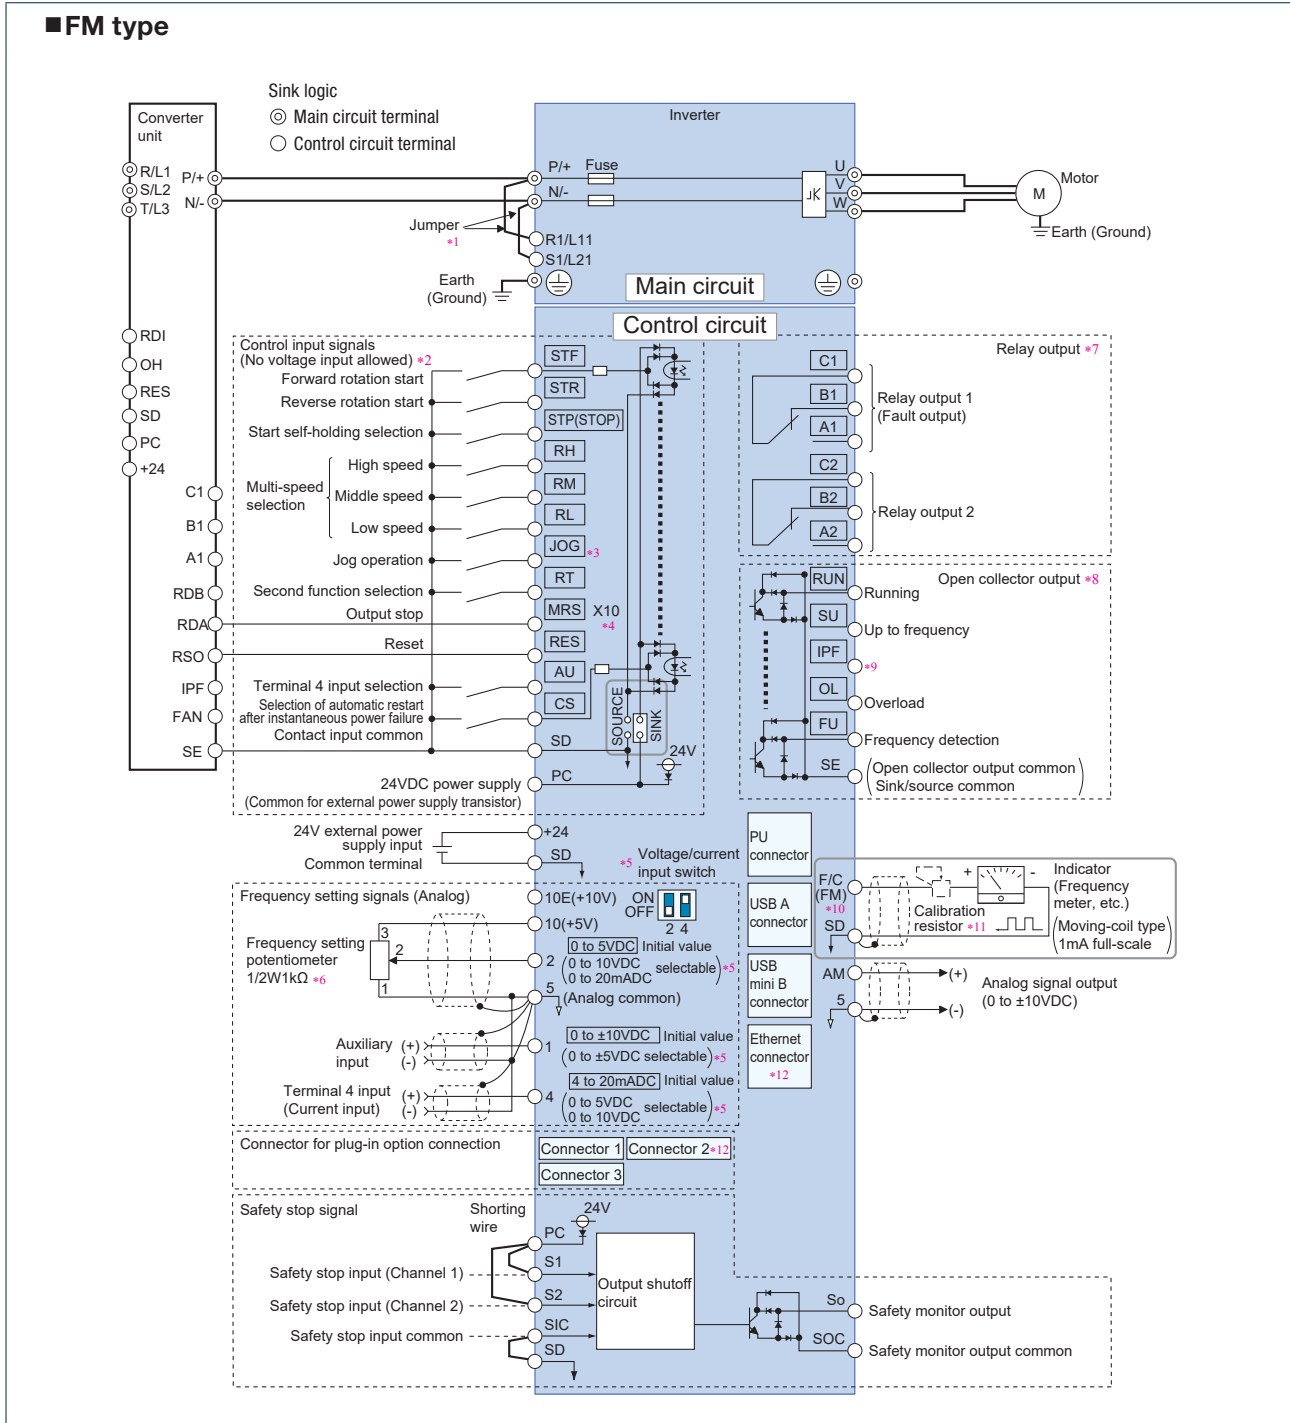 ■FM type
Sink logic
Main circuit terminal
Control circuit terminal
Converter
unit
R/L1
S/L2
T/L3
P/+
N/-
Inverter
P/+
Fuse
N/-
U
V
W
Motor
M
Earth (Ground)
Jumper
*1
R1/L11
S1/L21
Earth
(Ground)
Main circuit
Control circuit
RDI
OH
RES
SD
PC
+24
C1
B1
A1
RDB
RDA
RSO
IPF
FAN
SE
Control input signals
(No voltage input allowed) *2
Forward rotation start
Reverse rotation start
Start self-holding selection
Multi-speed
selection
High speed
Middle speed
Low speed
Jog operation
Second function selection
Output stop
Reset
Terminal 4 input selection
Selection of automatic restart
after instantaneous power failure
Contact input common
24VDC power supply
(Common for external power supply transistor)
STF
STR
STP(STOP)
RH
RM
RL
JOG *3
RT
MRS X10
*4
RES
AU
CS
SD
PC
SOURCE
SINK
24V
Relay output *7
C1
B1
A1
Relay output 1
(Fault output)
C2
B2
A2
Relay output 2
Open collector output *8
RUN
Running
SU
Up to frequency
IPF
*9
OL
Overload
FU
Frequency detection
SE
(Open collector output common
Sink/source common)
24V external power
supply input
Common terminal
+24
SD
*5 Voltage/current
input switch
Frequency setting signals (Analog)
10E(+10V)
ON
OFF
2 4
10(+5V)
Frequency setting
potentiometer
1/2W1kΩ *6
3
2
1
2
0 to 5VDC Initial value
(0 to 10VDC
0 to 20mADC selectable) *5
5
(Analog common)
Auxiliary
input
(+)
(-)
1
0 to ±10VDC Initial value
(0 to ±5VDC selectable) *5
Terminal 4 input
(Current input)
(+)
(-)
4
4 to 20mADC Initial value
(0 to 5VDC
0 to 10VDC selectable) *5
PU
connector
USB A
connector
USB
mini B
connector
Ethernet
connector
*12
F/C
(FM)
*10
SD
+
-
Indicator
(Frequency
meter, etc.)
Calibration
resistor *11
(Moving-coil type
1mA full-scale)
AM
(+)
5
(-)
Analog signal output
(0 to ±10VDC)
Connector for plug-in option connection
Connector 1
Connector 2 *12
Connector 3
Safety stop signal
Shorting
wire
24V
PC
S1
S2
SIC
SD
Safety stop input (Channel 1)
Safety stop input (Channel 2)
Safety stop input common
Output shutoff
circuit
So
Safety monitor output
SOC
Safety monitor output common